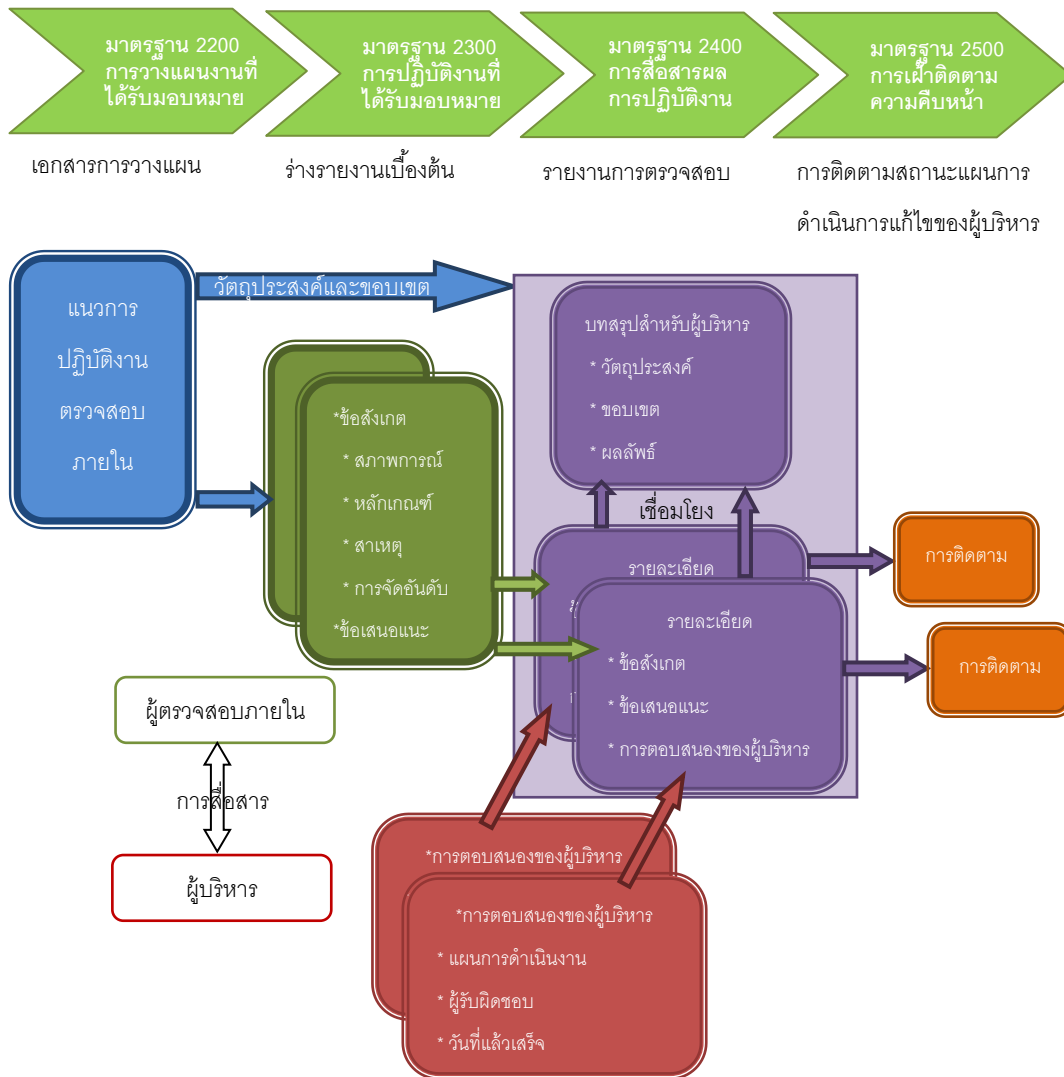 มาตรฐาน 2200
การวางแผนงานที่
ได้รับมอบหมาย
มาตรฐาน 2300
การปฏิบัติงานที่
ได้รับมอบหมาย
มาตรฐาน 2400
การสื่อสารผล
การปฏิบัติงาน
มาตรฐาน 2500
การเฝ้าติดตาม
ความคืบหน้า
เอกสารการวางแผน
ร่างรายงานเบื้องต้น
รายงานการตรวจสอบ
การติดตามสถานะแผนการ
ดำเนินการแก้ไขของผู้บริหาร
แนวการ
ปฏิบัติงาน
ตรวจสอบ
ภายใน
วัตถุประสงค์และขอบเขต
บทสรุปสำหรับผู้บริหาร
* วัตถุประสงค์
* ขอบเขต
* ผลลัพธ์
*ข้อสังเกต
* สภาพการณ์
* หลักเกณฑ์
* สาเหตุ
* การจัดอันดับ
*ข้อเสนอแนะ
เชื่อมโยง
รายละเอียด
รายละเอียด
* ข้อสังเกต
* ข้อเสนอแนะ
* การตอบสนองของผู้บริหาร
การติดตาม
การติดตาม
ผู้ตรวจสอบภายใน
การสื่อสาร
ผู้บริหาร
*การตอบสนองของผู้บริหาร
*การตอบสนองของผู้บริหาร
* แผนการดำเนินงาน
* ผู้รับผิดชอบ
* วันที่แล้วเสร็จ